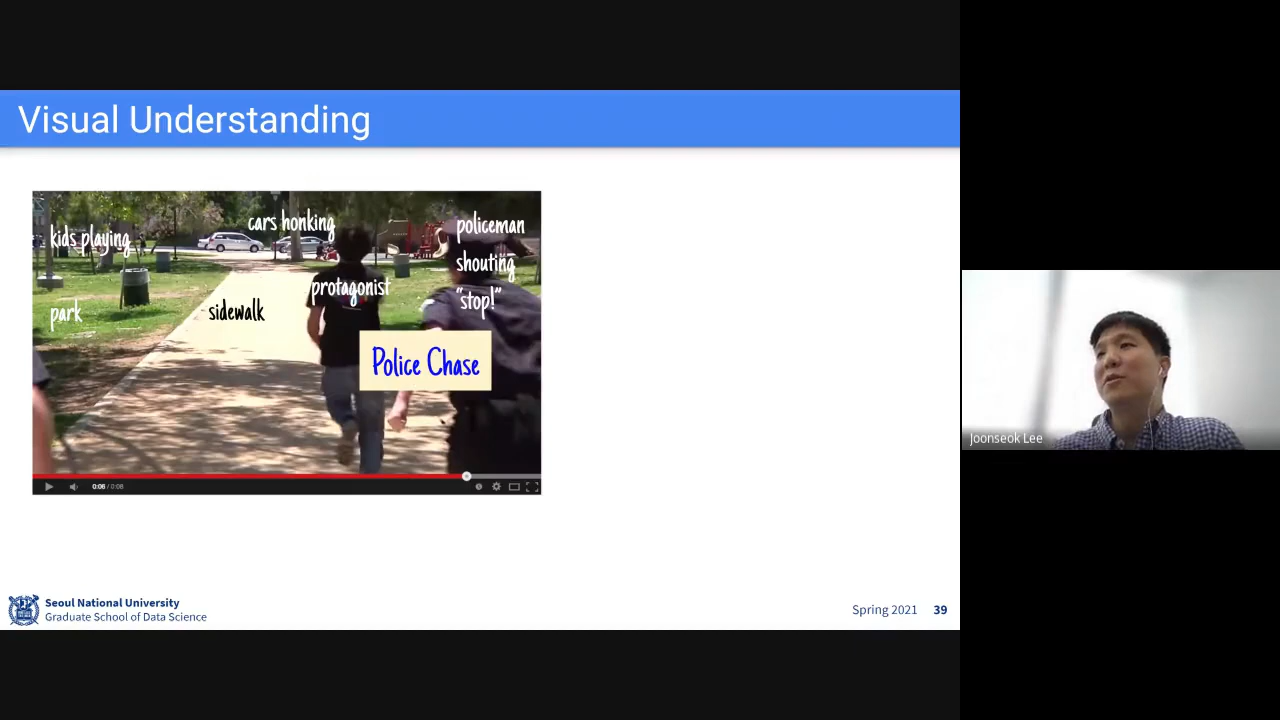 Visual Understanding
kids playing
cars honking
policeman
shouting
"stop!"
protagonist
park
sidewalk
Police Chase
0:06 / 0:08
Joonseok Lee
Seoul National University
Graduate School of Data Science
Spring 2021 39